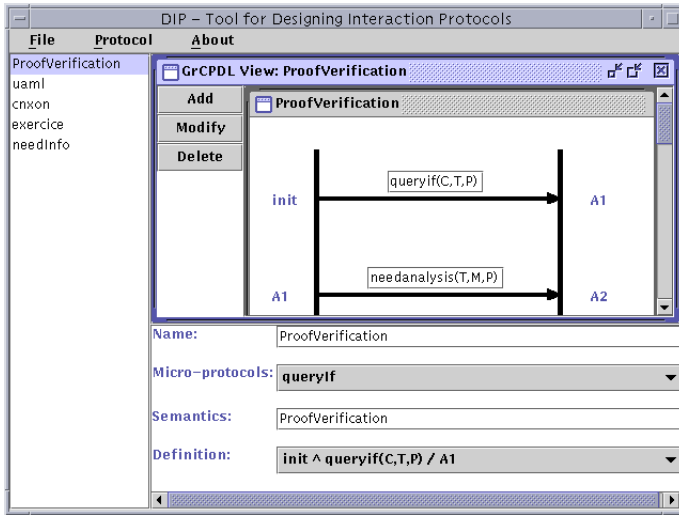 DIP – Tool for Designing Interaction Protocols
File Protocol About
ProofVerification
uaml
cnxon
exercice
needInfo
GrCPDL View: ProofVerification
Add
Modify
Delete
ProofVerification
queryif(C,T,P)
init A1
needanalysis(T,M,P)
A1 A2
Name: ProofVerification
Micro-protocols: queryIf
Semantics: ProofVerification
Definition: init ^ queryif(C,T,P) / A1